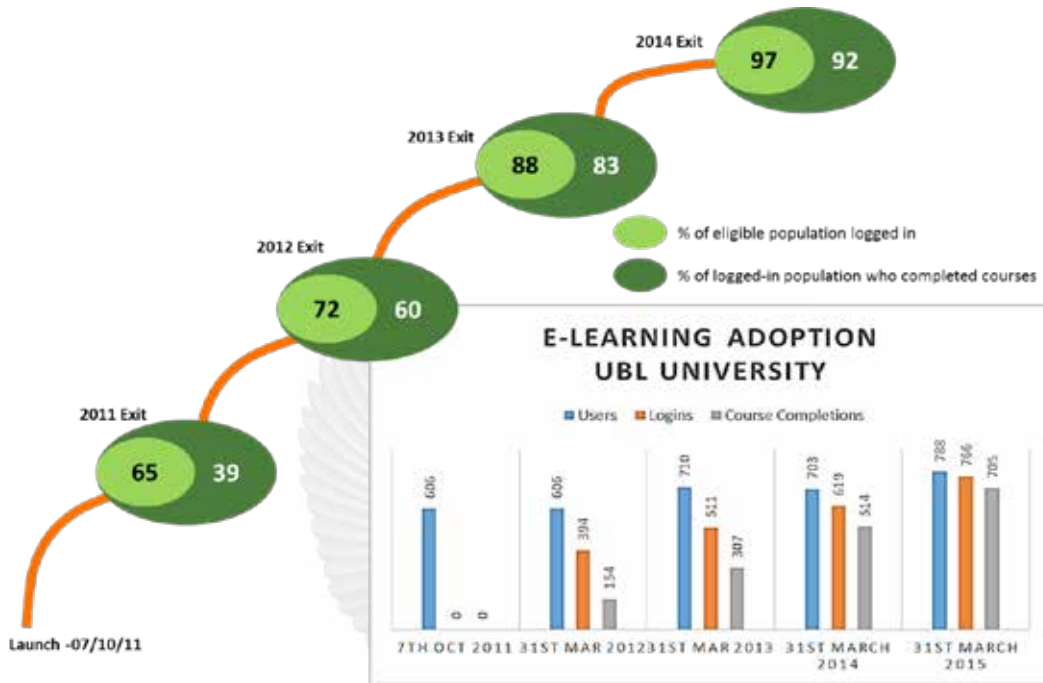 2014 Exit
97 92
2013 Exit
88 83
% of eligible population logged in
% of logged-in population who completed courses
2012 Exit
72 60
2011 Exit
65 39
Launch -07/10/11
E-LEARNING ADOPTION
UBL UNIVERSITY
Users Logins Course Completions
606 0 0
606 394 154
710 511 307
703 619 514
788 766 705
7TH OCT 2011 31ST MAR 2012 31ST MAR 2013 31ST MARCH 2014 31ST MARCH 2015